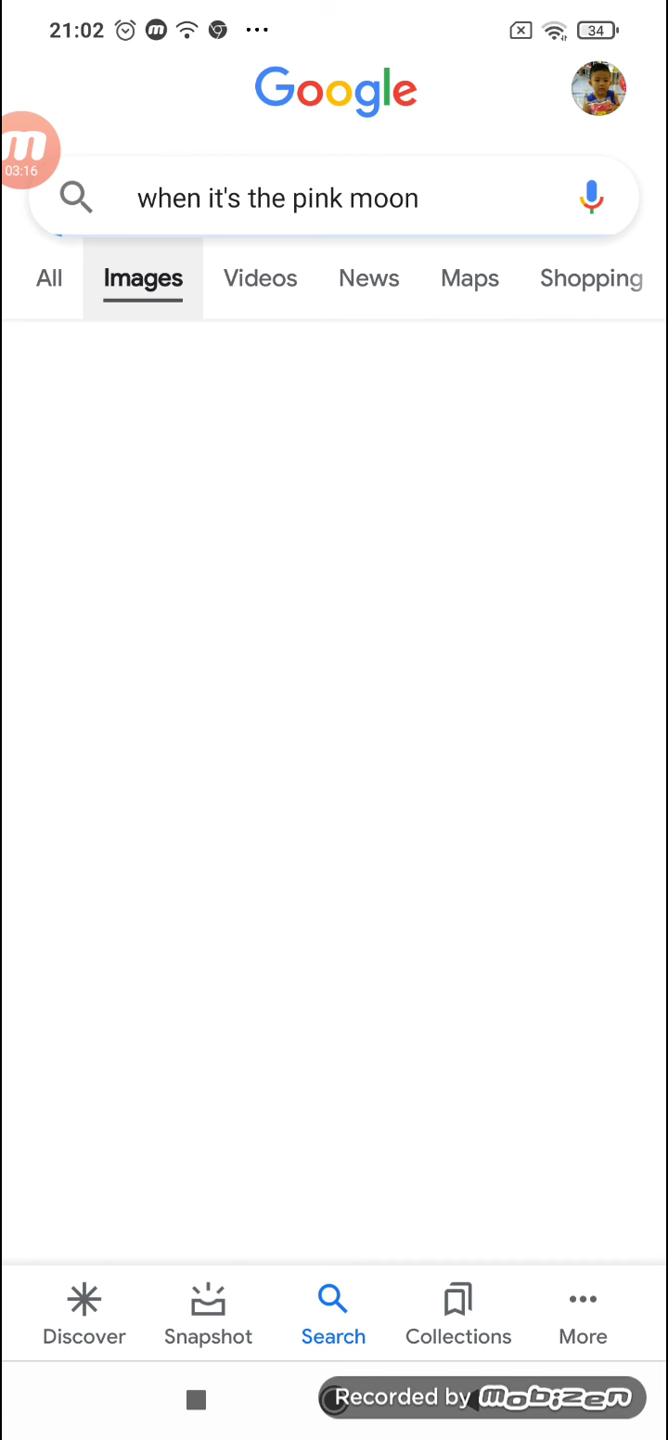 21:02
34
Google
m
03:16
when it's the pink moon
All Images Videos News Maps Shopping
Discover Snapshot Search Collections More
Recorded by mobizen